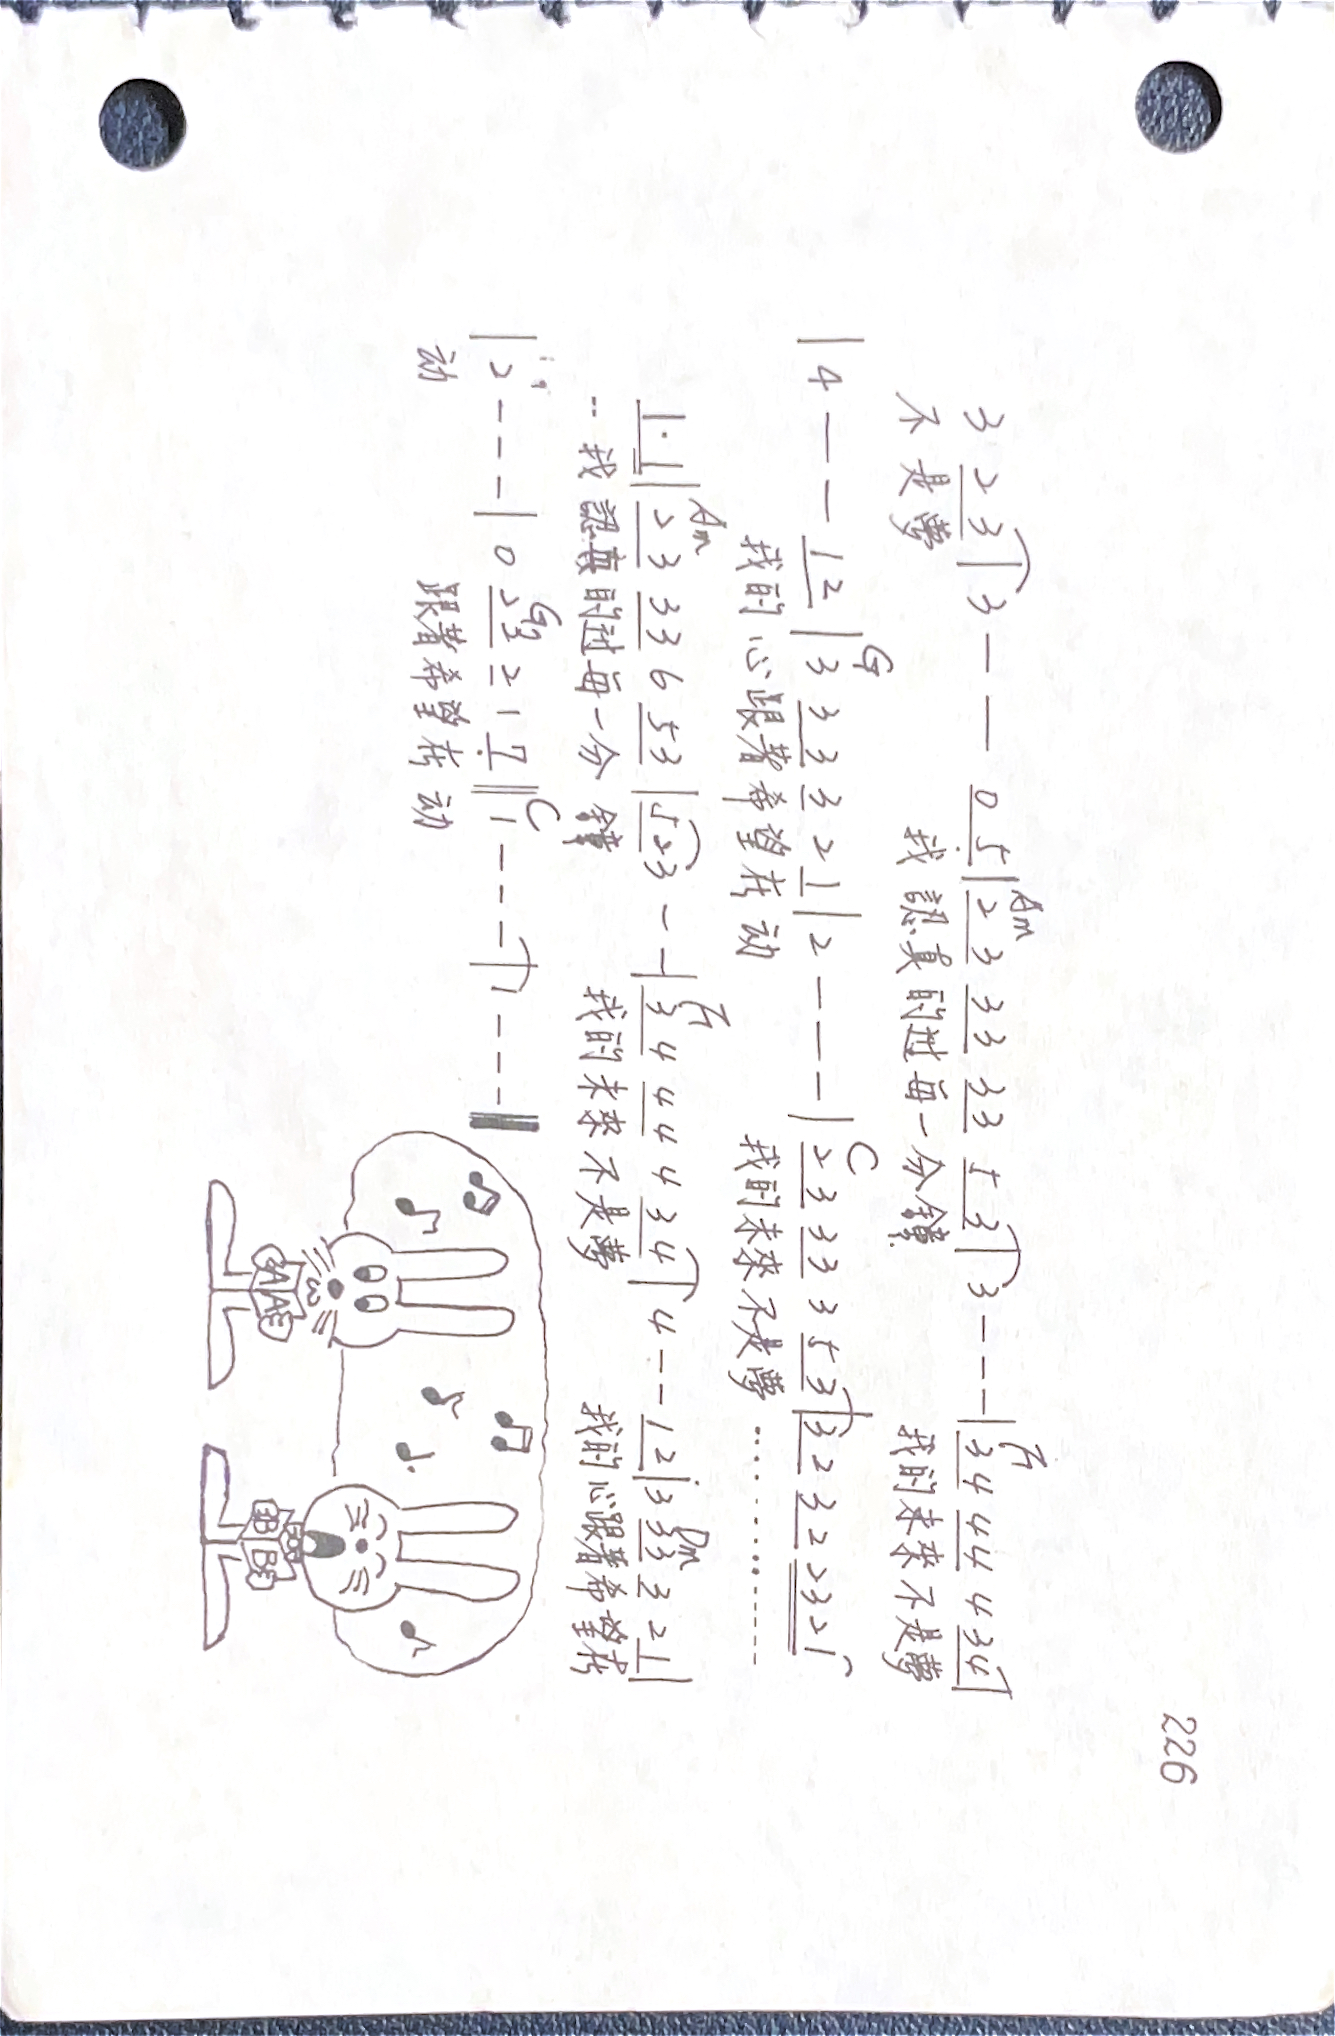 226
Am F
3 2 3 | 3 — — 0 5 | 2 3 3 3 3 3 5 3 | 3 - - - | 3 4 4 4 4 3 4 |
不是夢 我認真的过每一分鐘 我的未來不是夢
G C
| 4 — — 1 2 | 3 3 3 3 2 1 | 2 - - - | 2 3 3 3 3 5 3 | 3 2 3 2 2 3 2 1
我的心跟著希望在动 我的未來不是夢 ...........------
Am F Dm
1 · 1 | 2 3 3 3 6 5 3 | 5 2 3 - - | 3 4 4 4 4 3 4 | 4 - - 1 2 | 3 3 3 3 2 1 |
·· 我認真的过每一分鐘 我的未來不是夢 我的心跟著希望在
G7 C
| 2 - - - | 0 2 3 2 1 7 || 1 - - - | 1 - - - ||
动 跟著希望在动
A A B B